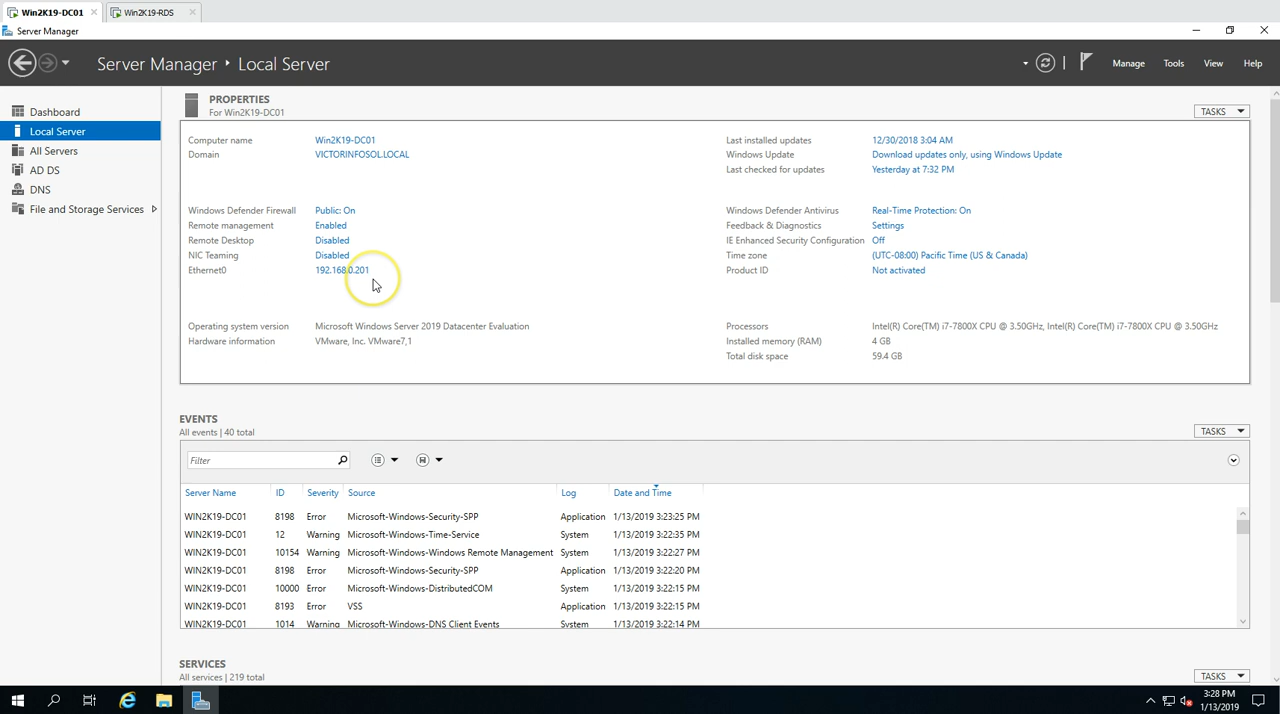 Win2K19-DC01
Win2K19-RDS
Server Manager
Server Manager Local Server
Manage Tools View Help
Dashboard
Local Server
All Servers
AD DS
DNS
File and Storage Services
PROPERTIES
For Win2K19-DC01
TASKS
Computer name Win2K19-DC01
Domain VICTORINFOSOL.LOCAL
Last installed updates 12/30/2018 3:04 AM
Windows Update Download updates only, using Windows Update
Last checked for updates Yesterday at 7:32 PM
Windows Defender Firewall Public: On
Remote management Enabled
Remote Desktop Disabled
NIC Teaming Disabled
Ethernet0 192.168.0.201
Windows Defender Antivirus Real-Time Protection: On
Feedback & Diagnostics Settings
IE Enhanced Security Configuration Off
Time zone (UTC-08:00) Pacific Time (US & Canada)
Product ID Not activated
Operating system version Microsoft Windows Server 2019 Datacenter Evaluation
Hardware information VMware, Inc. VMware7,1
Processors Intel(R) Core(TM) i7-7800X CPU @ 3.50GHz, Intel(R) Core(TM) i7-7800X CPU @ 3.50GHz
Installed memory (RAM) 4 GB
Total disk space 59.4 GB
EVENTS
All events | 40 total
TASKS
Filter
Server Name ID Severity Source Log Date and Time
WIN2K19-DC01 8198 Error Microsoft-Windows-Security-SPP Application 1/13/2019 3:23:25 PM
WIN2K19-DC01 12 Warning Microsoft-Windows-Time-Service System 1/13/2019 3:22:35 PM
WIN2K19-DC01 10154 Warning Microsoft-Windows-Windows Remote Management System 1/13/2019 3:22:27 PM
WIN2K19-DC01 8198 Error Microsoft-Windows-Security-SPP Application 1/13/2019 3:22:20 PM
WIN2K19-DC01 10000 Error Microsoft-Windows-DistributedCOM System 1/13/2019 3:22:15 PM
WIN2K19-DC01 8193 Error VSS Application 1/13/2019 3:22:15 PM
WIN2K19-DC01 1014 Warning Microsoft-Windows-DNS Client Events System 1/13/2019 3:22:14 PM
SERVICES
All services | 219 total
TASKS
3:28 PM
1/13/2019